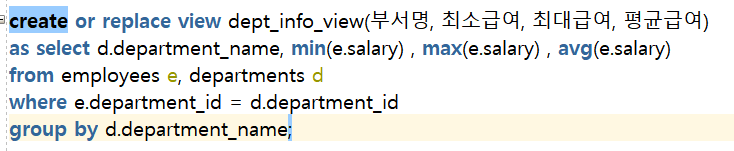 create or replace view dept_info_view(부서명, 최소급여, 최대급여, 평균급여)
as select d.department_name, min(e.salary) , max(e.salary) , avg(e.salary)
from employees e, departments d
where e.department_id = d.department_id
group by d.department_name;